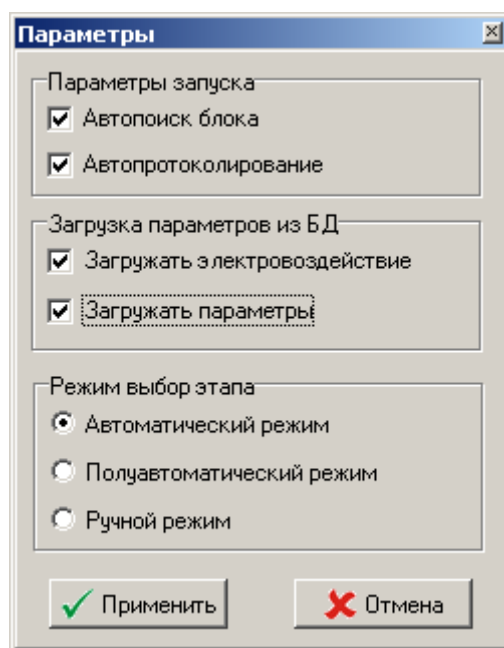 Параметры
Параметры запуска
Автопоиск блока
Автопротоколирование
Загрузка параметров из БД
Загружать электровоздействие
Загружать параметры
Режим выбор этапа
Автоматический режим
Полуавтоматический режим
Ручной режим
Применить
Отмена